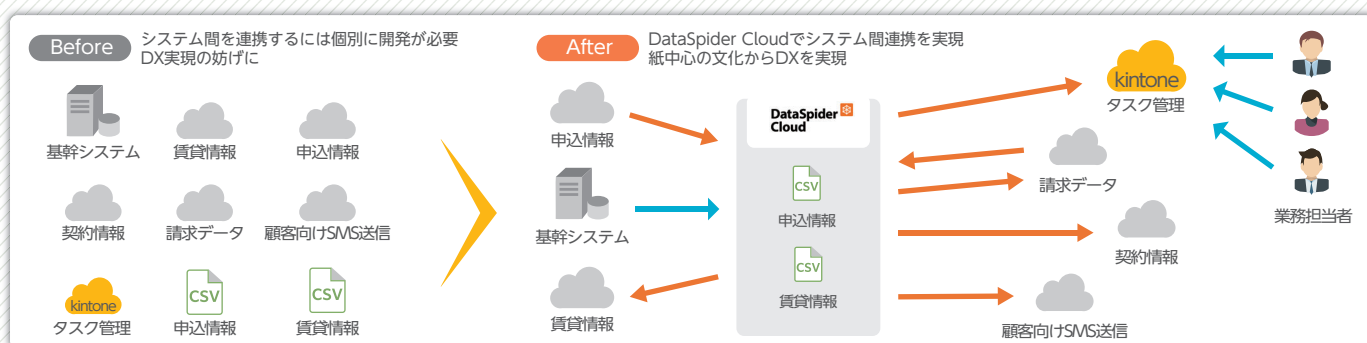 Before
システム間を連携するには個別に開発が必要
DX実現の妨げに
基幹システム
賃貸情報
申込情報
契約情報
請求データ
顧客向けSMS送信
kintone
タスク管理
CSV
申込情報
CSV
賃貸情報
After
DataSpider Cloudでシステム間連携を実現
紙中心の文化からDXを実現
申込情報
基幹システム
賃貸情報
DataSpider
Cloud
CSV
申込情報
CSV
賃貸情報
kintone
タスク管理
請求データ
契約情報
顧客向けSMS送信
業務担当者